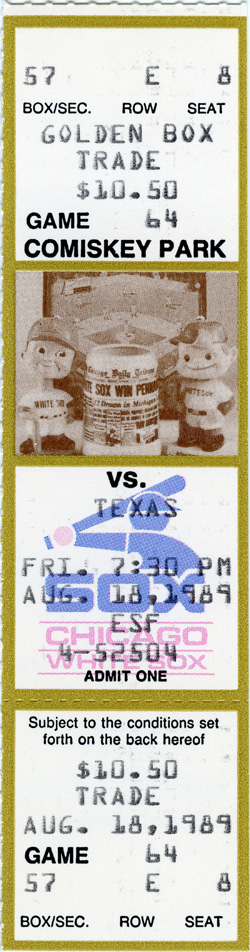 57 E 8
BOX/SEC. ROW SEAT
GOLDEN BOX
TRADE
$10.50
GAME 64
COMISKEY PARK
WHITE SOX WIN PENNANT
WHITE SOX
VS.
TEXAS
FRI. 7:30 PM
AUG. 18,1989
SOX
ESF
CHICAGO
4-52504
WHITE SOX
ADMIT ONE
Subject to the conditions set
forth on the back hereof
$10.50
TRADE
AUG. 18,1989
GAME 64
57 E 8
BOX/SEC. ROW SEAT